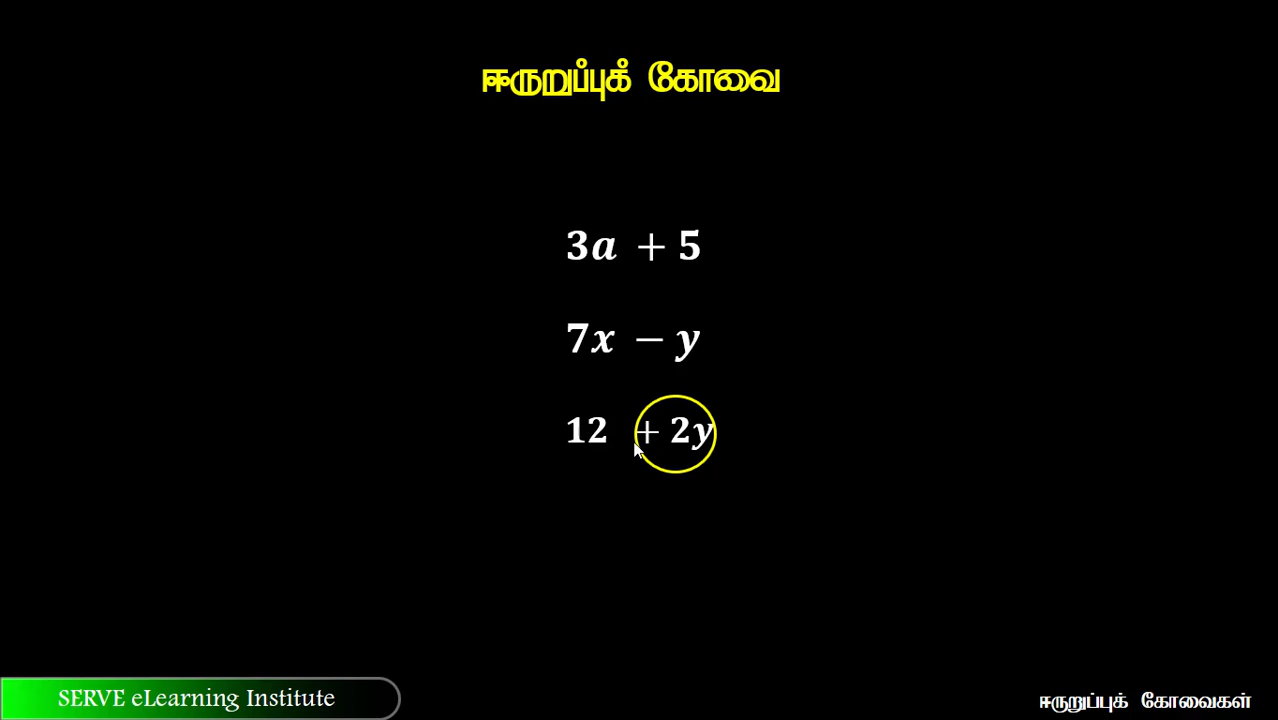 ஈருறுப்புக் கோவை
3a + 5
7x − y
12 + 2y
SERVE eLearning Institute
ஈருறுப்புக் கோவைகள்